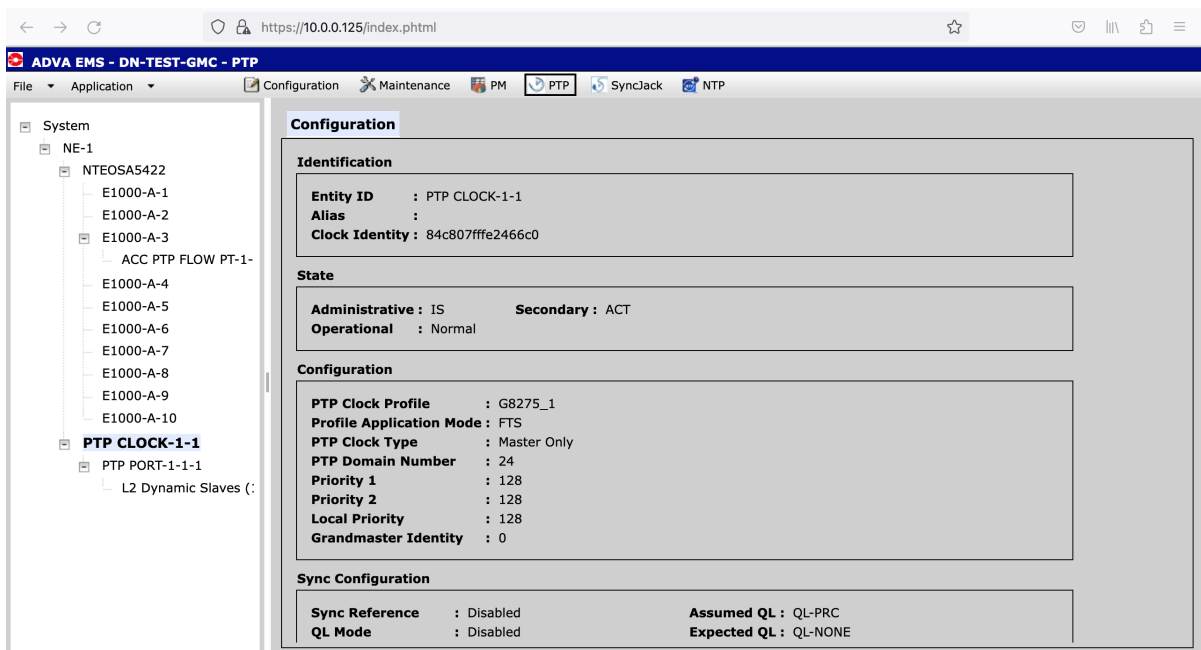 https://10.0.0.125/index.phtml
ADVA EMS - DN-TEST-GMC - PTP
File Application Configuration Maintenance PM PTP SyncJack NTP
System
NE-1
NTEOSA5422
E1000-A-1
E1000-A-2
E1000-A-3
ACC PTP FLOW PT-1-
E1000-A-4
E1000-A-5
E1000-A-6
E1000-A-7
E1000-A-8
E1000-A-9
E1000-A-10
PTP CLOCK-1-1
PTP PORT-1-1-1
L2 Dynamic Slaves (
Configuration
Identification
Entity ID : PTP CLOCK-1-1
Alias :
Clock Identity : 84c807fffe2466c0
State
Administrative : IS Secondary : ACT
Operational : Normal
Configuration
PTP Clock Profile : G8275_1
Profile Application Mode : FTS
PTP Clock Type : Master Only
PTP Domain Number : 24
Priority 1 : 128
Priority 2 : 128
Local Priority : 128
Grandmaster Identity : 0
Sync Configuration
Sync Reference : Disabled Assumed QL : QL-PRC
QL Mode : Disabled Expected QL : QL-NONE